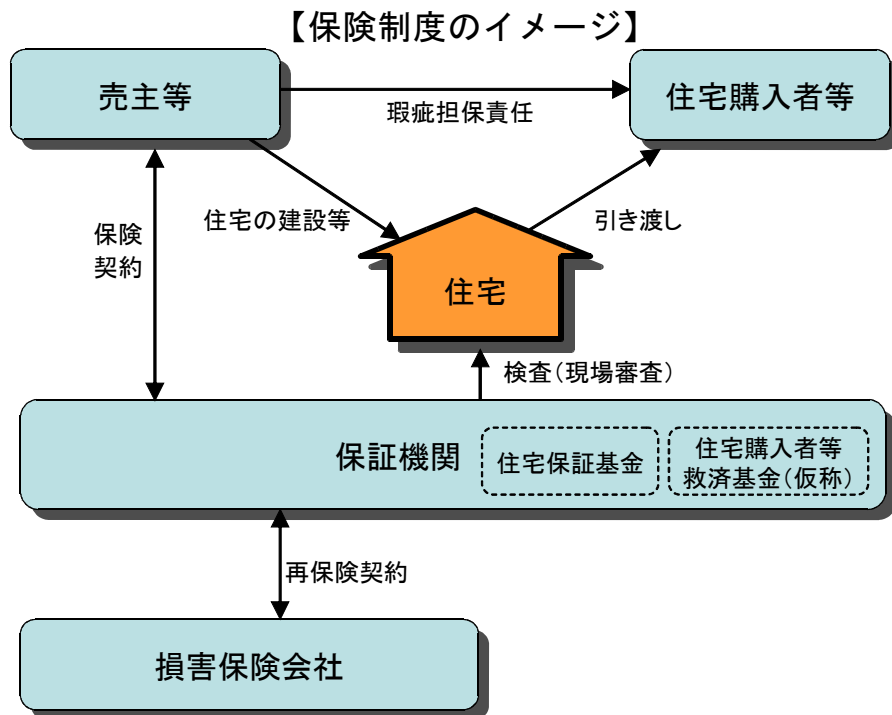 【保険制度のイメージ】
売主等
住宅購入者等
瑕疵担保責任
保険
契約
住宅の建設等
引き渡し
住宅
検査(現場審査)
保証機関
住宅保証基金
住宅購入者等
救済基金(仮称)
再保険契約
損害保険会社